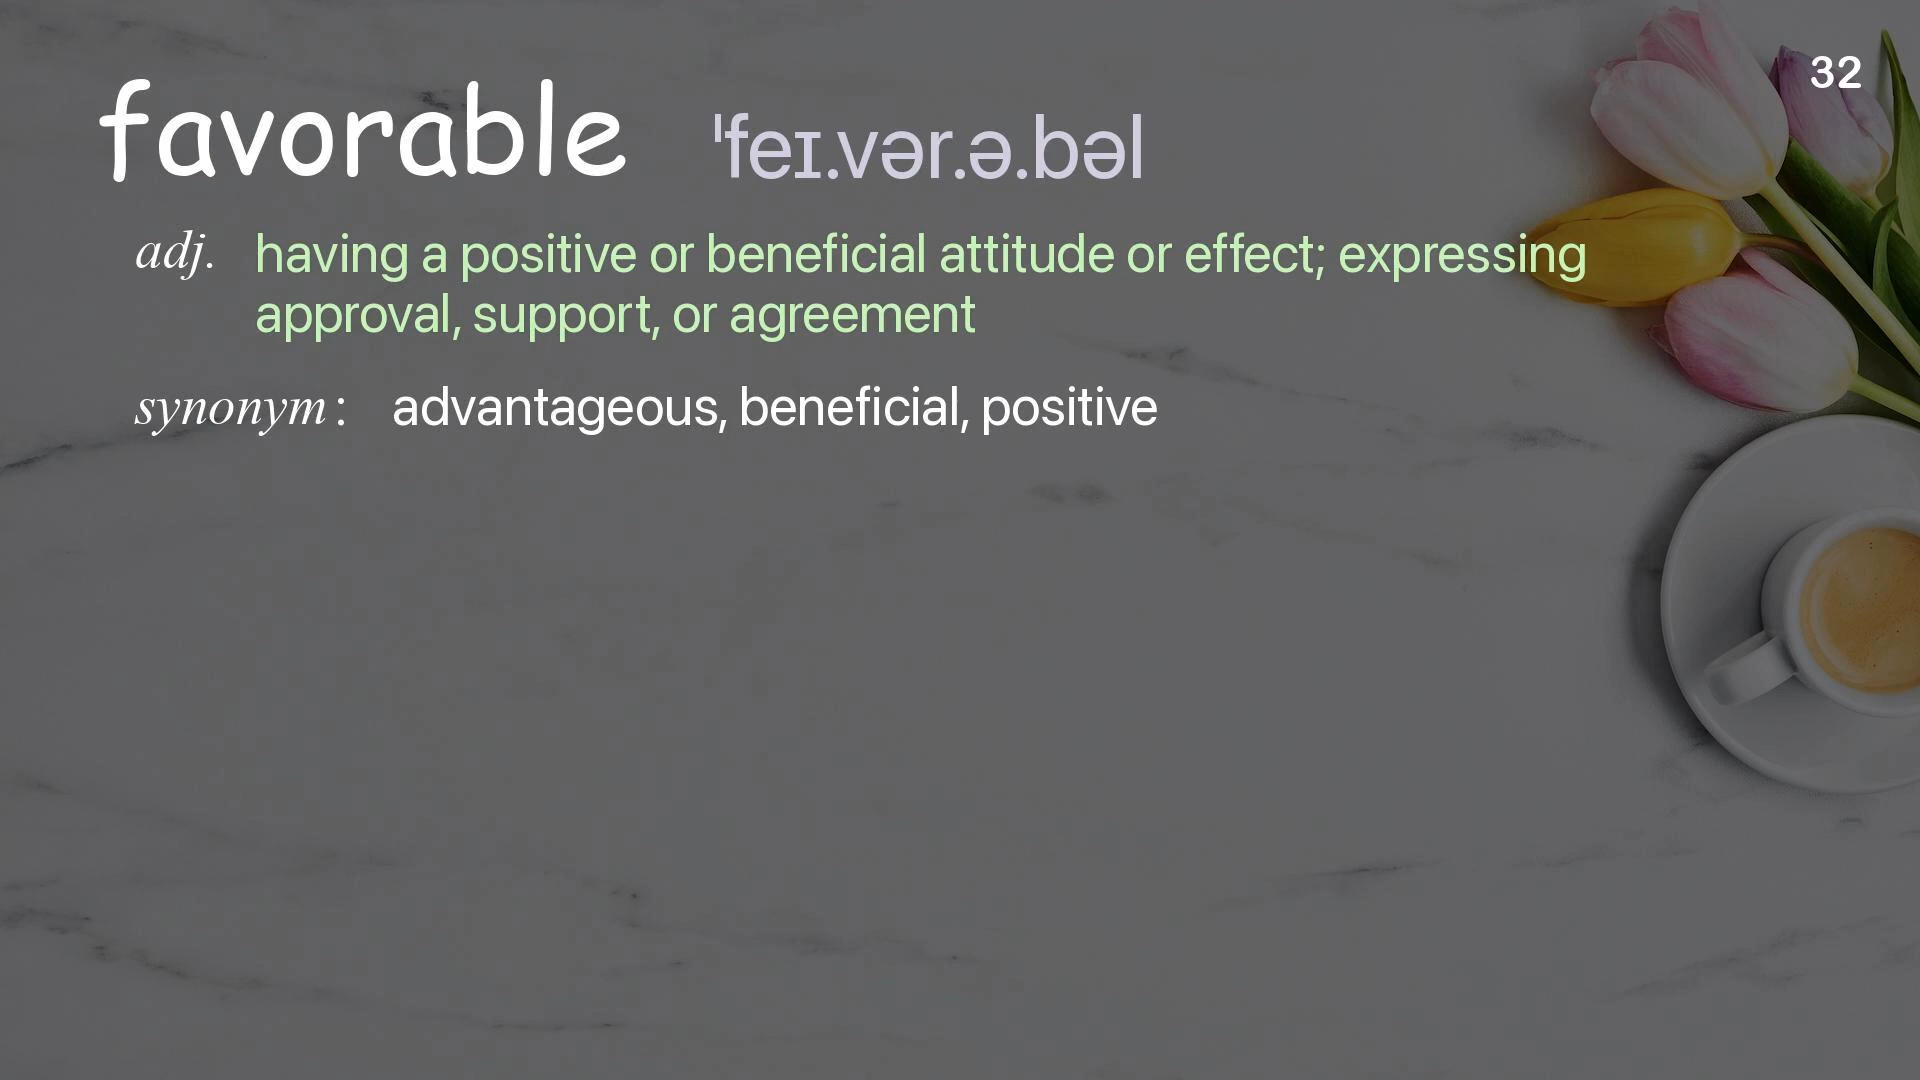 32
favorable ˈfeɪ.vər.ə.bəl
adj. having a positive or beneficial attitude or effect; expressing
approval, support, or agreement
synonym : advantageous, beneficial, positive